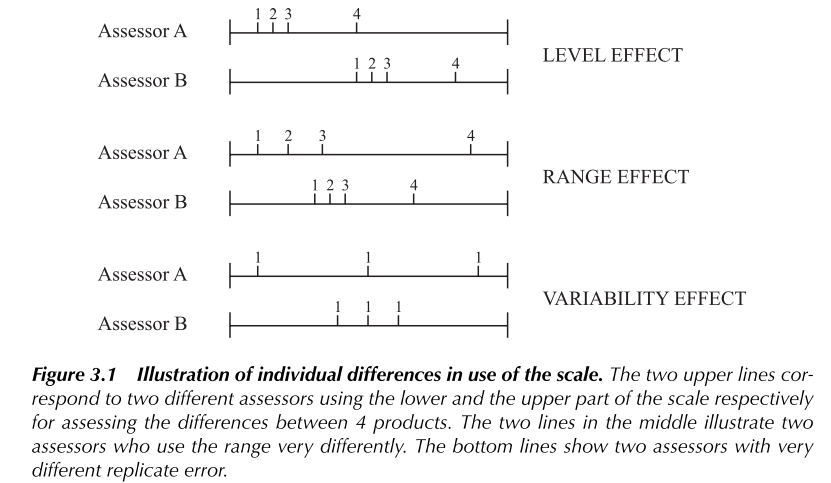 1 2 3 4
Assessor A
LEVEL EFFECT
1 2 3 4
Assessor B
1 2 3 4
Assessor A
RANGE EFFECT
1 2 3 4
Assessor B
1 1 1
Assessor A
VARIABILITY EFFECT
1 1 1
Assessor B
Figure 3.1 Illustration of individual differences in use of the scale. The two upper lines cor-
respond to two different assessors using the lower and the upper part of the scale respectively
for assessing the differences between 4 products. The two lines in the middle illustrate two
assessors who use the range very differently. The bottom lines show two assessors with very
different replicate error.